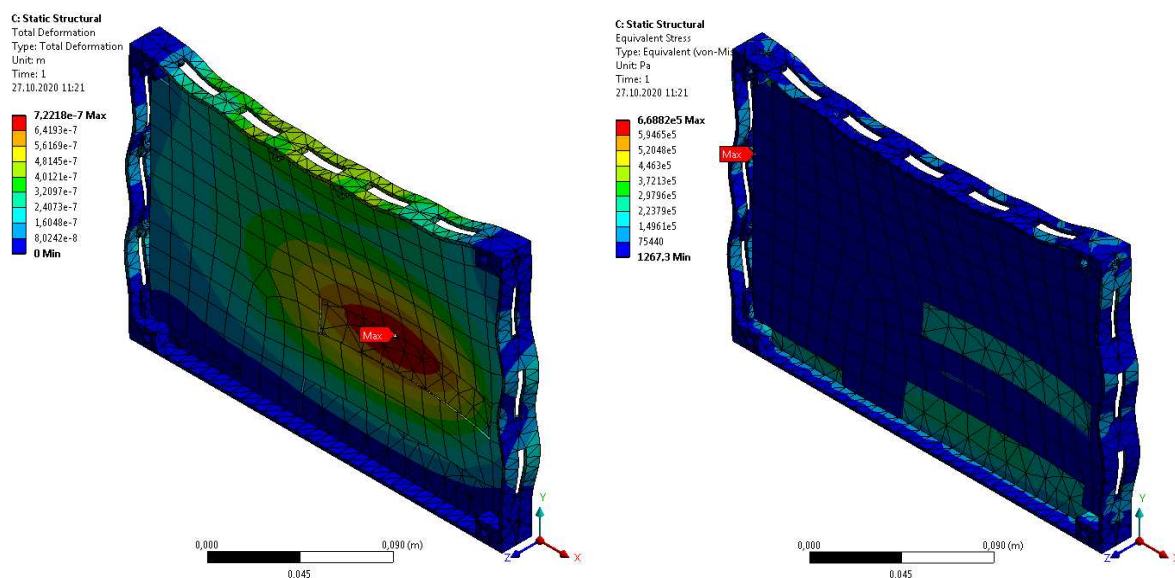 C: Static Structural
Total Deformation
Type: Total Deformation
Unit: m
Time: 1
27.10.2020 11:21
7,2218e-7 Max
6,4193e-7
5,6169e-7
4,8145e-7
4,0121e-7
3,2097e-7
2,4073e-7
1,6048e-7
8,0242e-8
0 Min
Max
0,000
0,090 (m)
0.045
Y
Z
X
C: Static Structural
Equivalent Stress
Type: Equivalent (von-Mis
Unit: Pa
Time: 1
27.10.2020 11:21
6,6882e5 Max
5,9465e5
5,2048e5
4,463e5
3,7213e5
2,9796e5
2,2379e5
1,4961e5
75440
1267,3 Min
Max
0,000
0,090 (m)
0.045
Y
Z
X